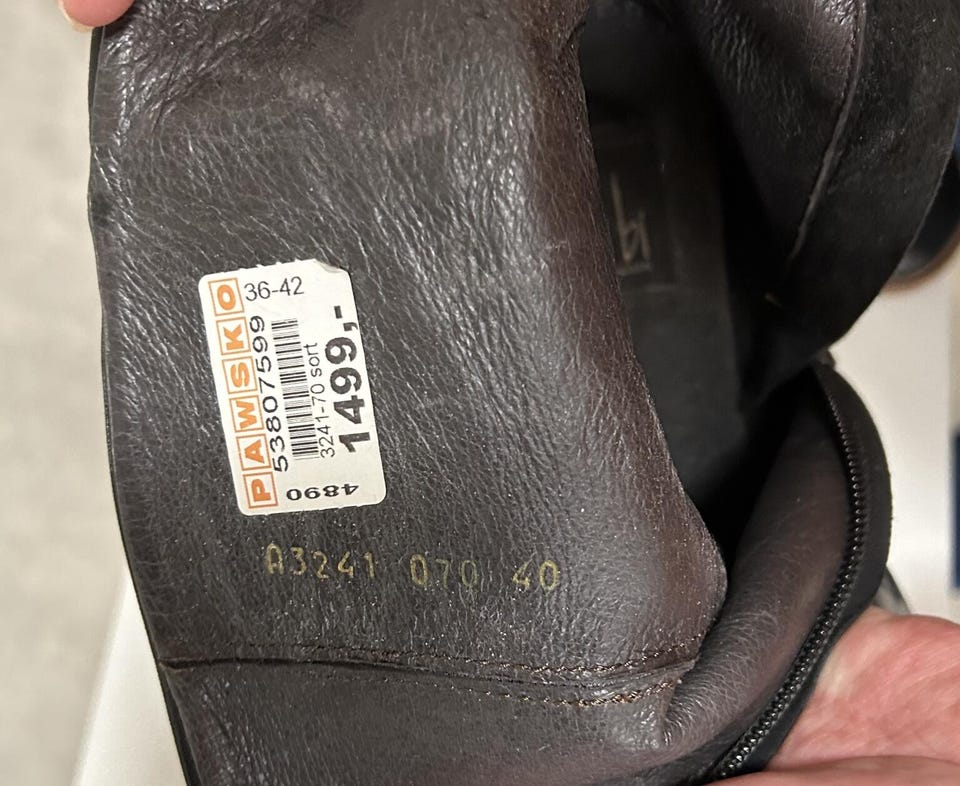 PAWSKO
36-42
53807599
3241-70 sort
1499,-
4890
A3241 070 40